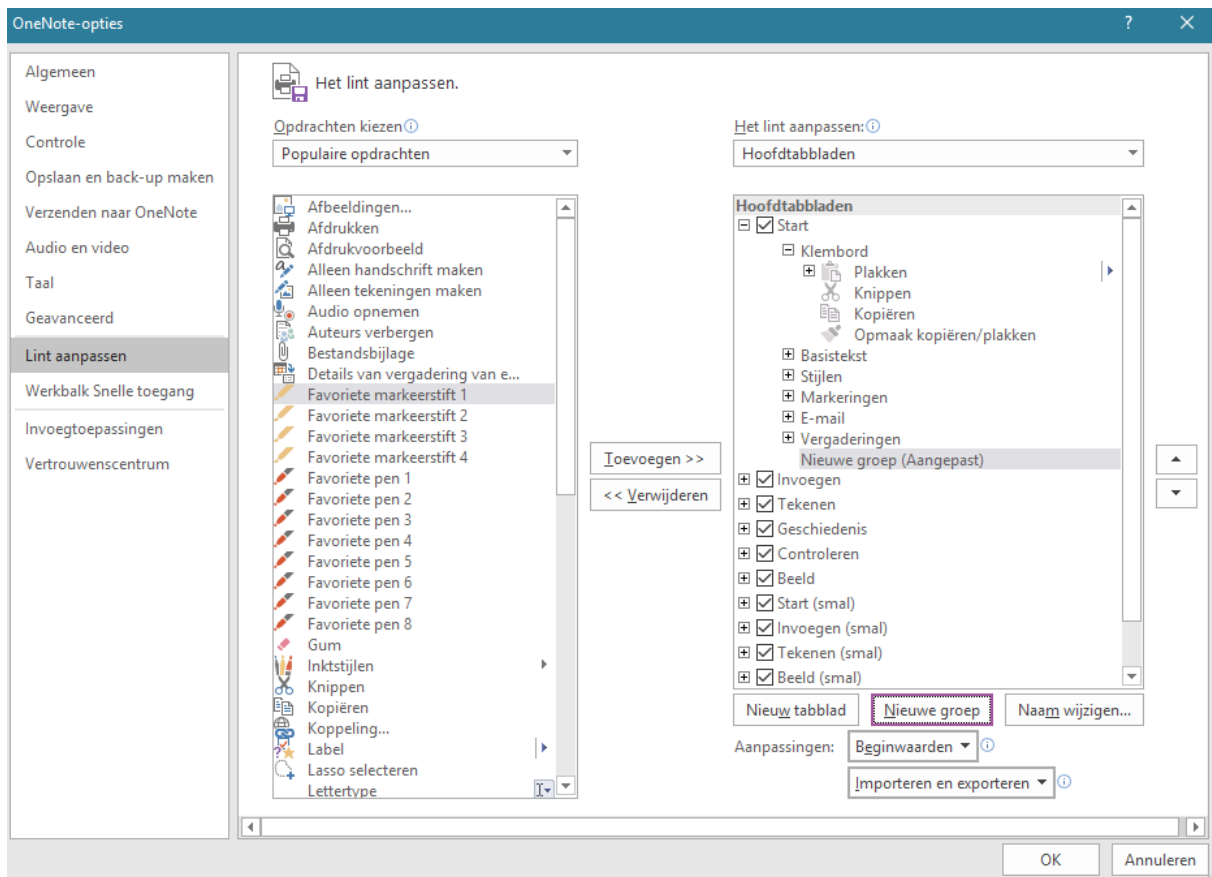 OneNote-opties
Algemeen
Weergave
Controle
Opslaan en back-up maken
Verzenden naar OneNote
Audio en video
Taal
Geavanceerd
Lint aanpassen
Werkbalk Snelle toegang
Invoegtoepassingen
Vertrouwenscentrum
Het lint aanpassen.
Opdrachten kiezen
Populaire opdrachten
Afbeeldingen...
Afdrukken
Afdrukvoorbeeld
Alleen handschrift maken
Alleen tekeningen maken
Audio opnemen
Auteurs verbergen
Bestandsbijlage
Details van vergadering van e...
Favoriete markeerstift 1
Favoriete markeerstift 2
Favoriete markeerstift 3
Favoriete markeerstift 4
Favoriete pen 1
Favoriete pen 2
Favoriete pen 3
Favoriete pen 4
Favoriete pen 5
Favoriete pen 6
Favoriete pen 7
Favoriete pen 8
Gum
Inktstijlen
Knippen
Kopiëren
Koppeling...
Label
Lasso selecteren
Lettertype
Toevoegen >>
<< Verwijderen
Het lint aanpassen:
Hoofdtabbladen
Hoofdtabbladen
Start
Klembord
Plakken
Knippen
Kopiëren
Opmaak kopiëren/plakken
Basistekst
Stijlen
Markeringen
E-mail
Vergaderingen
Nieuwe groep (Aangepast)
Invoegen
Tekenen
Geschiedenis
Controleren
Beeld
Start (smal)
Invoegen (smal)
Tekenen (smal)
Beeld (smal)
Nieuw tabblad Nieuwe groep Naam wijzigen...
Aanpassingen: Beginwaarden
Importeren en exporteren
OK Annuleren